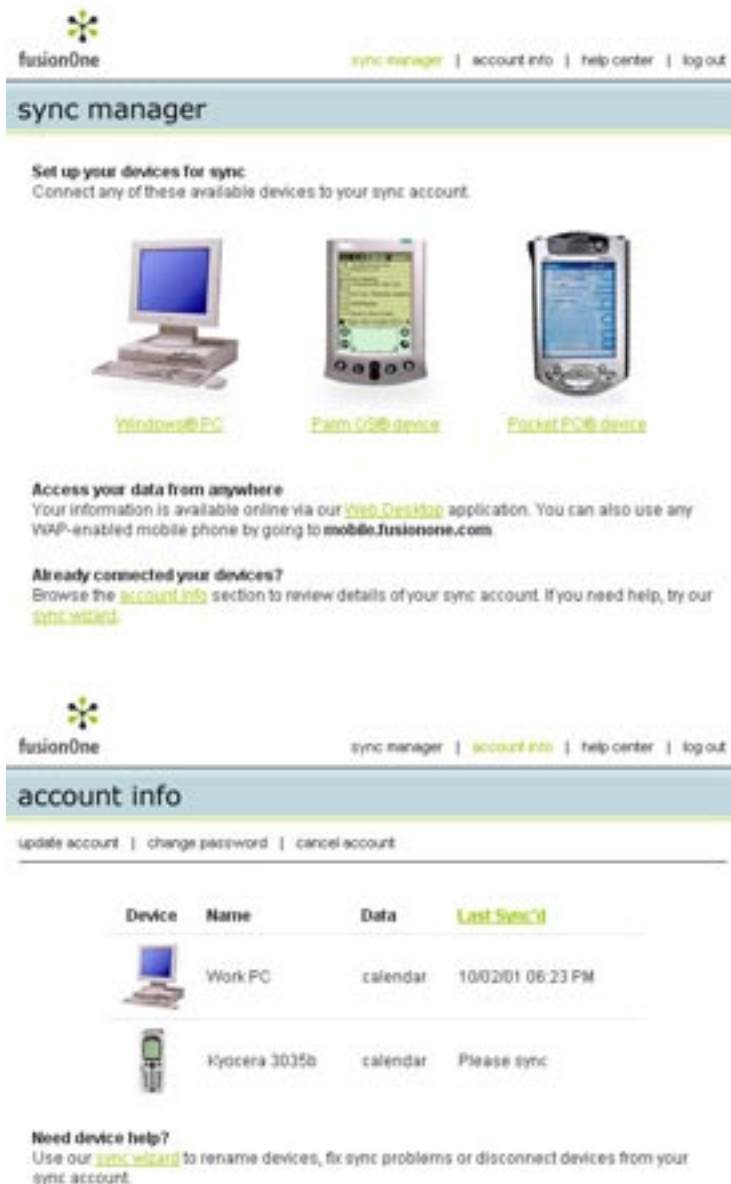 fusionOne
sync manager | account info | help center | log out
sync manager
Set up your devices for sync
Connect any of these available devices to your sync account.
Windows® PC
Palm OS® device
Pocket PC® device
Access your data from anywhere
Your information is available online via our Web Desktop application. You can also use any
WAP-enabled mobile phone by going to mobile.fusionone.com.
Already connected your devices?
Browse the account info section to review details of your sync account. If you need help, try our
sync wizard.
fusionOne
sync manager | account info | help center | log out
account info
update account | change password | cancel account
Device Name Data Last Sync'd
Work PC calendar 10/02/01 06:23 PM
Kyocera 3035b calendar Please sync
Need device help?
Use our sync wizard to rename devices, fix sync problems or disconnect devices from your
sync account.